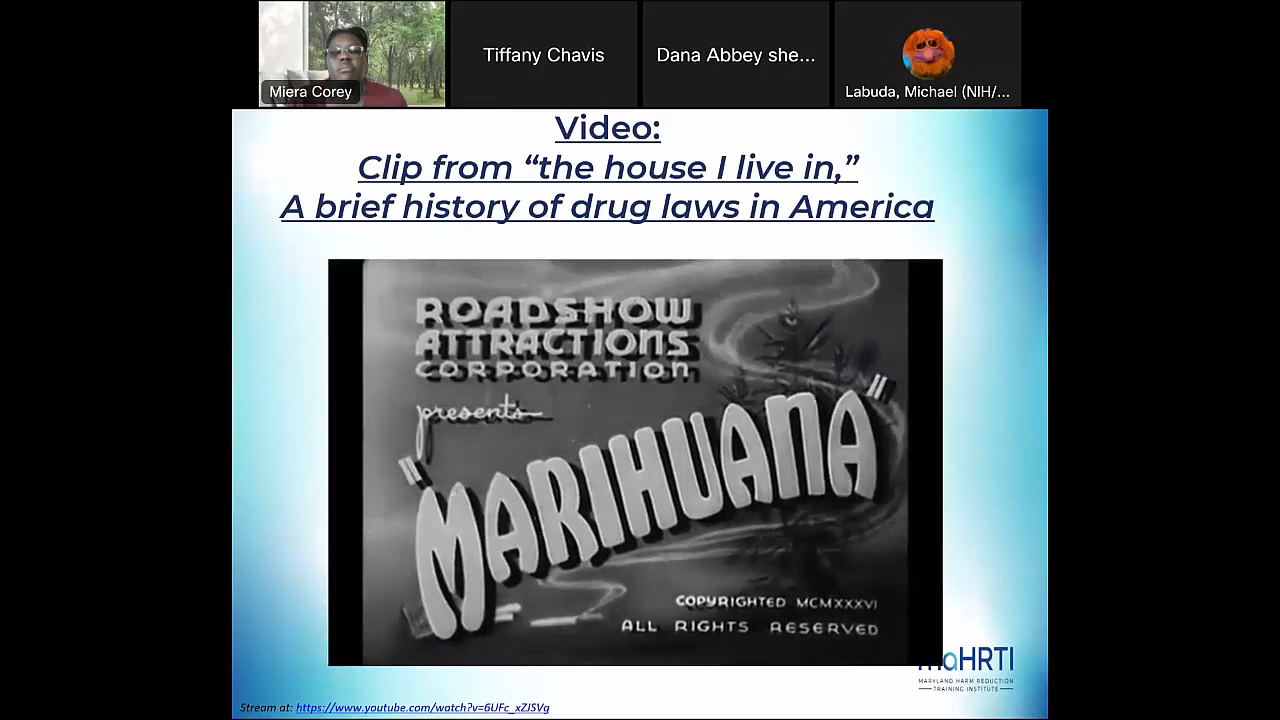 Miera Corey
Tiffany Chavis
Dana Abbey she...
Labuda, Michael (NIH/...
Video:
Clip from “the house I live in,”
A brief history of drug laws in America
ROADSHOW
ATTRACTIONS
CORPORATION
presents
"MARIHUANA"
COPYRIGHTED MCMXXXVI
ALL RIGHTS RESERVED
maHRTI
MARYLAND HARM REDUCTION
TRAINING INSTITUTE
Stream at: https://www.youtube.com/watch?v=6UFc_xZJSVg